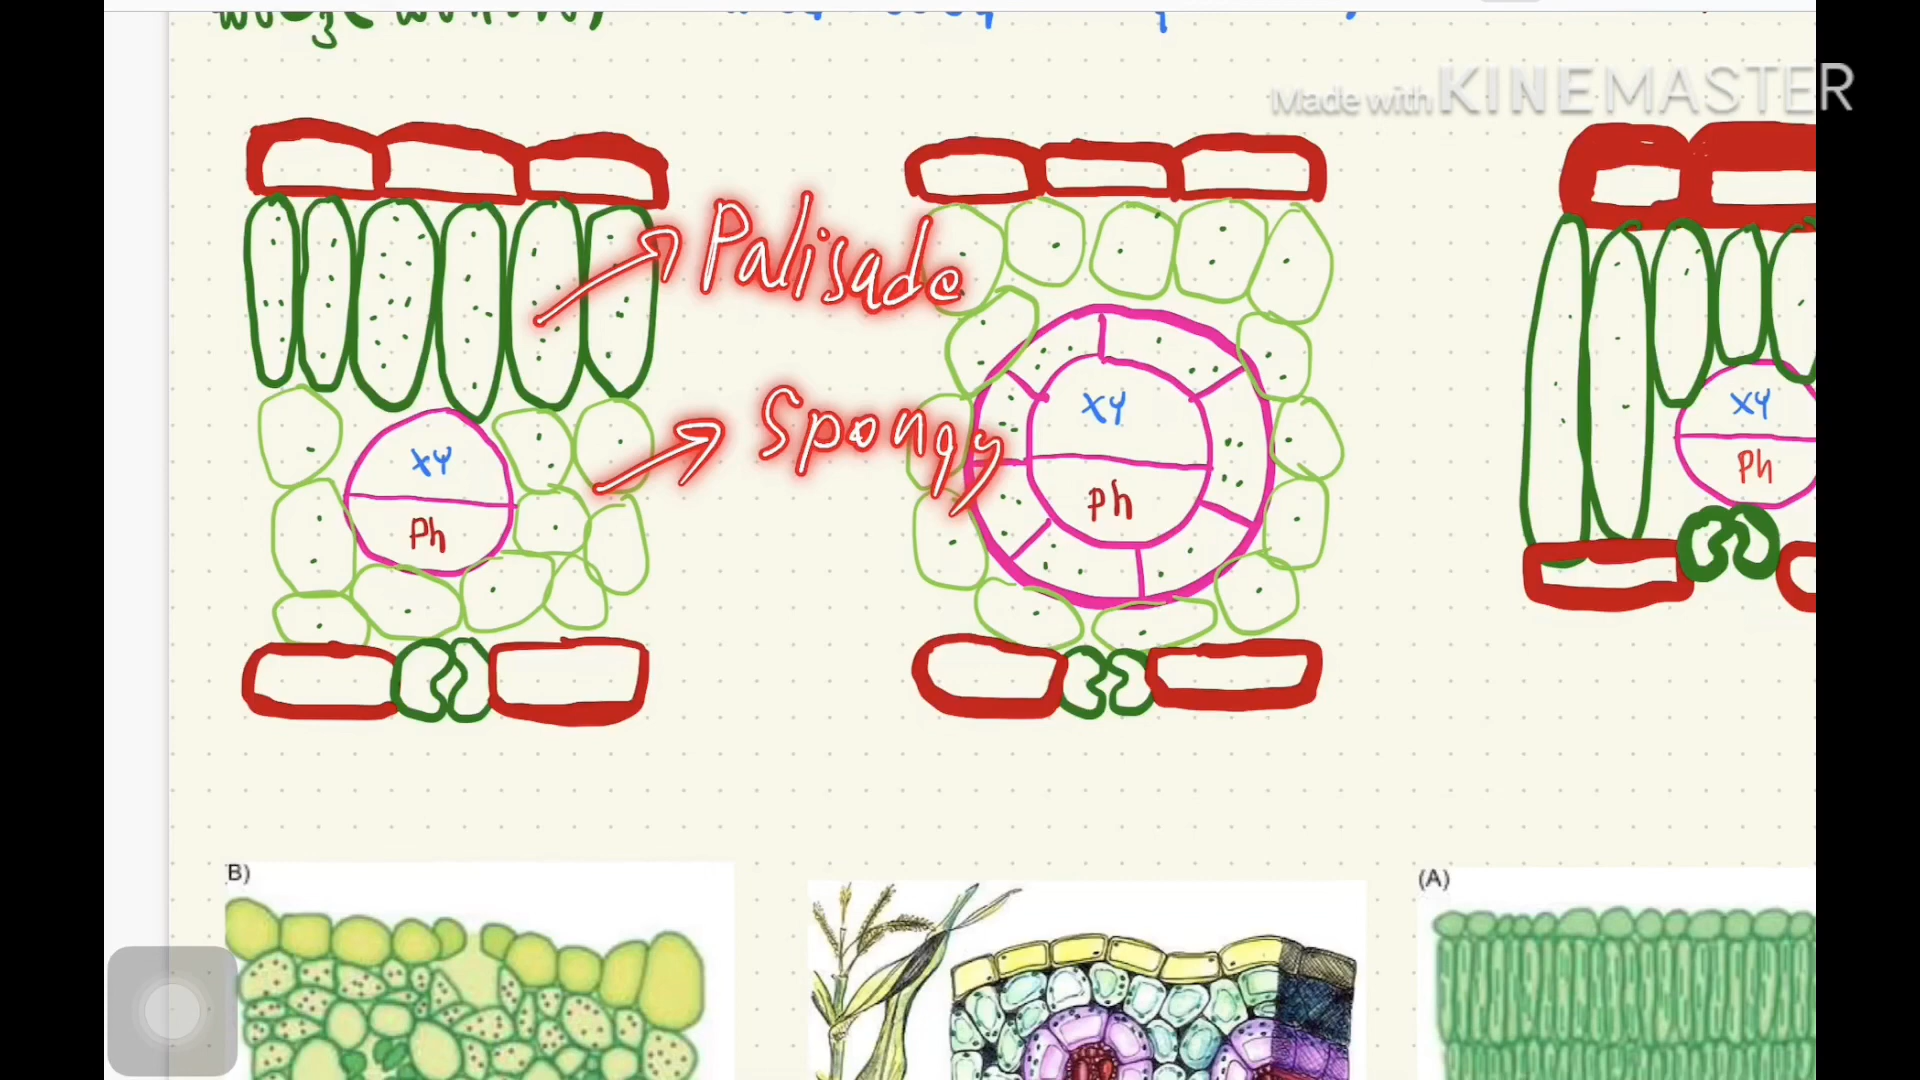 Made with KINEMASTER
Palisade
Spongy
XY
Ph
XY
Ph
XY
Ph
B)
(A)